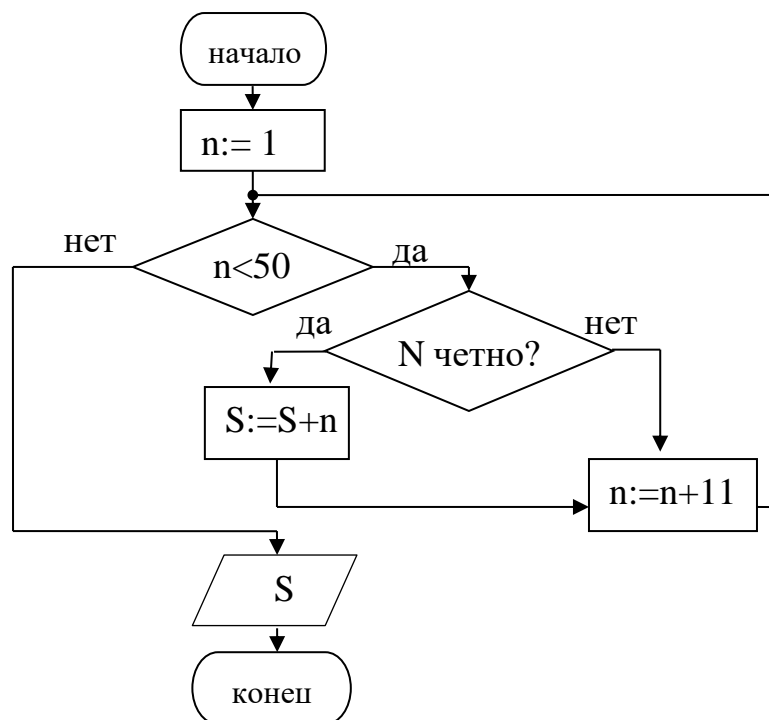 начало
n:= 1
n<50
нет
да
N четно?
да
нет
S:=S+n
n:=n+11
S
конец